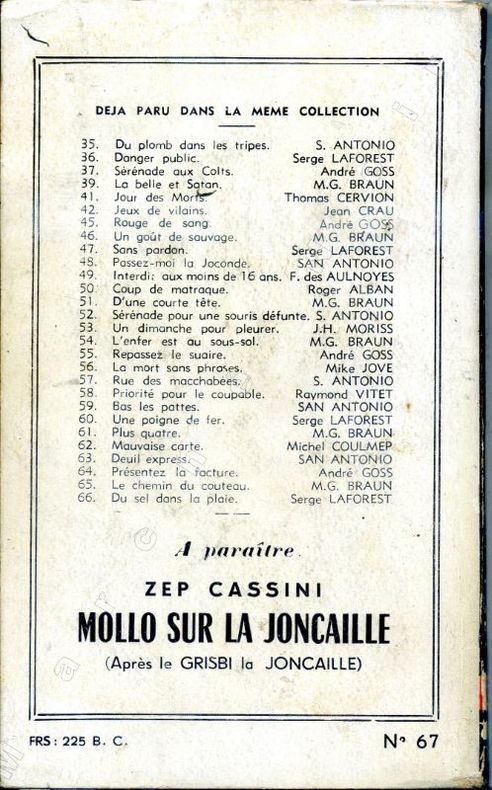 DEJA PARU DANS LA MEME COLLECTION
35. Du plomb dans les tripes. S. ANTONIO
36. Danger public. Serge LAFOREST
37. Sérénade aux Colts. André GOSS
39. La belle et Satan. M.G. BRAUN
41. Jour des Morts. Thomas CERVION
42. Jeux de vilains. Jean CRAU
45. Rouge de sang. André GOSS
46. Un goût de sauvage. M.G. BRAUN
47. Sans pardon. Serge LAFOREST
48. Passez-moi la Joconde. SAN ANTONIO
49. Interdit aux moins de 16 ans. F. des AULNOYES
50. Coup de matraque. Roger ALBAN
51. D'une courte tête. M.G. BRAUN
52. Sérénade pour une souris défunte. S. ANTONIO
53. Un dimanche pour pleurer. J.H. MORISS
54. L'enfer est au sous-sol. M.G. BRAUN
55. Repassez le suaire. André GOSS
56. La mort sans phrases. Mike JOVE
57. Rue des macchabées. S. ANTONIO
58. Priorité pour le coupable. Raymond VITET
59. Bas les pattes. SAN ANTONIO
60. Une poigne de fer. Serge LAFOREST
61. Plus quatre. M.G. BRAUN
62. Mauvaise carte. Michel COULMEP
63. Deuil express. SAN ANTONIO
64. Présentez la facture. André GOSS
65. Le chemin du couteau. M.G. BRAUN
66. Du sel dans la plaie. Serge LAFOREST
A paraître
ZEP CASSINI
MOLLO SUR LA JONCAILLE
(Après le GRISBI la JONCAILLE)
FRS : 225 B. C. N° 67